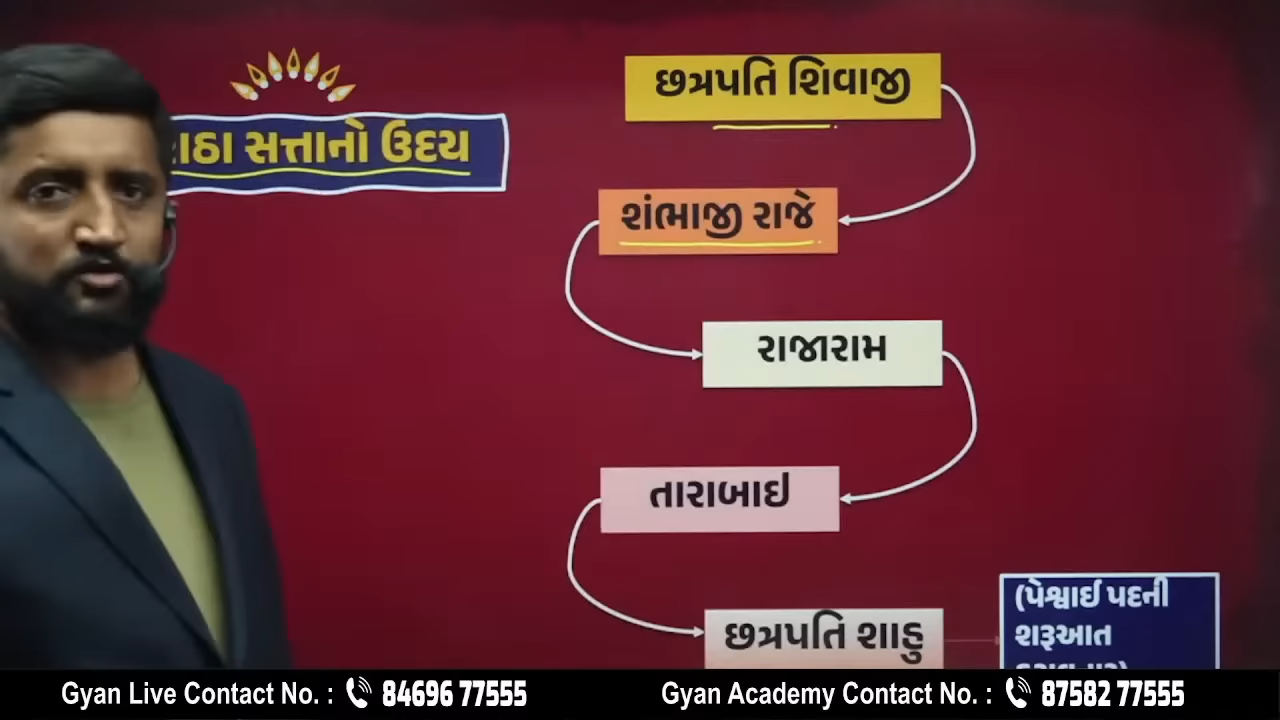 સત્તાનો ઉદય
છત્રપતિ શિવાજી
શંભાજી રાજે
રાજારામ
તારાબાઇ
છત્રપતિ શાહુ
(પેશ્વાઈ પદની
શરૂઆત
Gyan Live Contact No. : 84696 77555
Gyan Academy Contact No. : 87582 77555